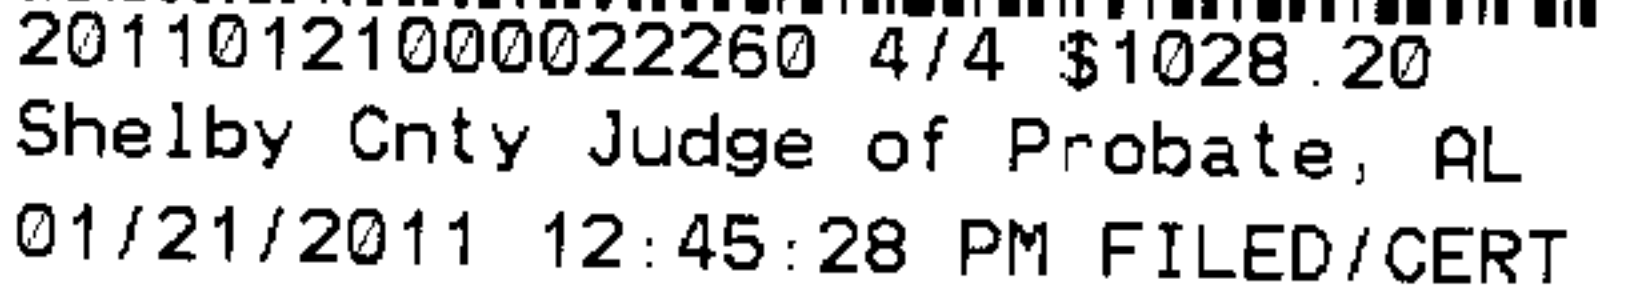 20110121000022260 4/4 $1028.20
Shelby Cnty Judge of Probate, AL
01/21/2011 12:45:28 PM FILED/CERT